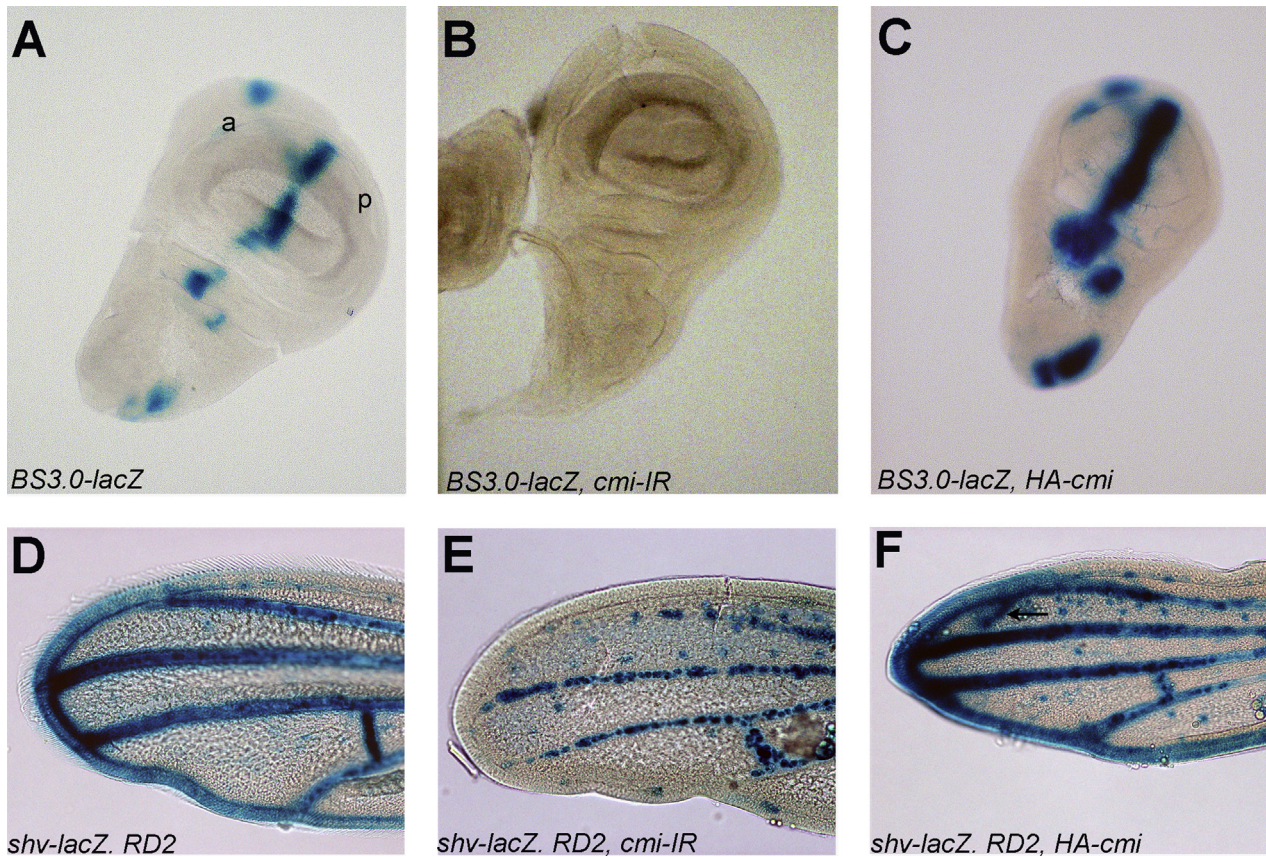 A
a
p
BS3.0-lacZ
B
BS3.0-lacZ, cmi-IR
C
BS3.0-lacZ, HA-cmi
D
shv-lacZ. RD2
E
shv-lacZ. RD2, cmi-IR
F
shv-lacZ. RD2, HA-cmi